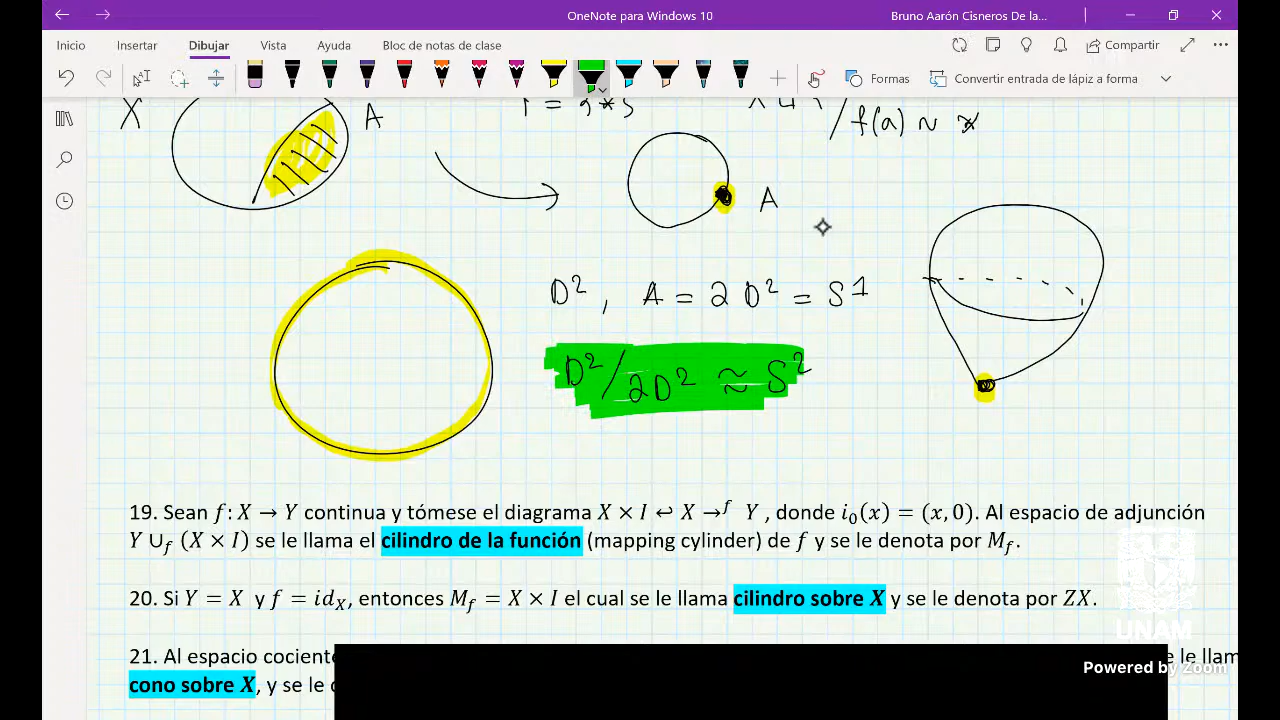 OneNote para Windows 10
Bruno Aarón Cisneros De la...
Inicio Insertar Dibujar Vista Ayuda Bloc de notas de clase
Compartir
Formas
Convertir entrada de lápiz a forma
X
A
f(a) ~ x
A
D², A = ∂D² = S¹
D²/∂D² ≈ S²
19. Sean f: X → Y continua y tómese el diagrama X × I ↩ X →ᶠ Y , donde i₀(x) = (x, 0). Al espacio de adjunción
Y ∪f (X × I) se le llama el cilindro de la función (mapping cylinder) de f y se le denota por Mf.
20. Si Y = X y f = idX, entonces Mf = X × I el cual se le llama cilindro sobre X y se le denota por ZX.
21. Al espacio
cono sobre X, y se le
UNAM
Powered by Zoom